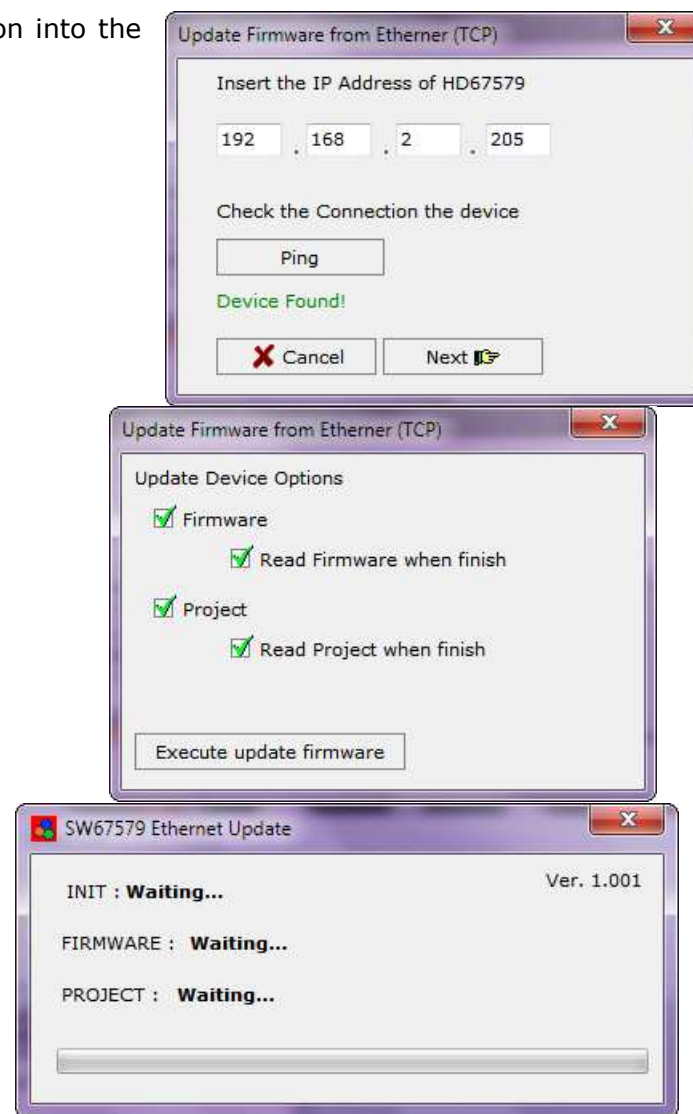 on into the
Update Firmware from Etherner (TCP)
Insert the IP Address of HD67579
192 . 168 . 2 . 205
Check the Connection the device
Ping
Device Found!
Cancel Next
Update Firmware from Etherner (TCP)
Update Device Options
Firmware
Read Firmware when finish
Project
Read Project when finish
Execute update firmware
SW67579 Ethernet Update
Ver. 1.001
INIT : Waiting...
FIRMWARE : Waiting...
PROJECT : Waiting...